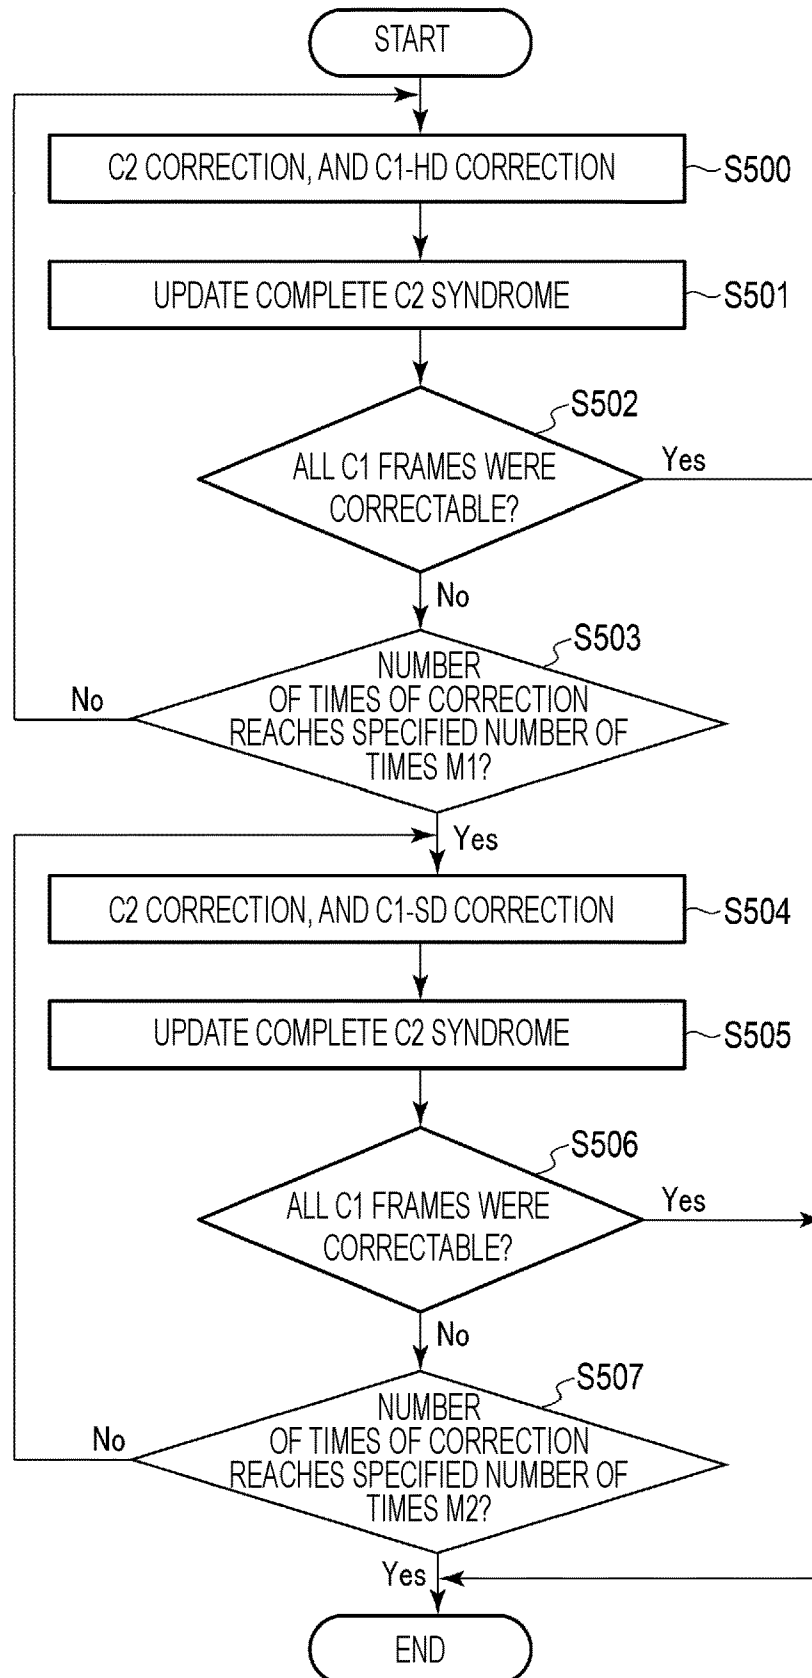 START
C2 CORRECTION, AND C1-HD CORRECTION
S500
UPDATE COMPLETE C2 SYNDROME
S501
S502
ALL C1 FRAMES WERE
CORRECTABLE?
Yes
No
S503
NUMBER
OF TIMES OF CORRECTION
REACHES SPECIFIED NUMBER OF
TIMES M1?
No
Yes
C2 CORRECTION, AND C1-SD CORRECTION
S504
UPDATE COMPLETE C2 SYNDROME
S505
S506
ALL C1 FRAMES WERE
CORRECTABLE?
Yes
No
S507
NUMBER
OF TIMES OF CORRECTION
REACHES SPECIFIED NUMBER OF
TIMES M2?
No
Yes
END